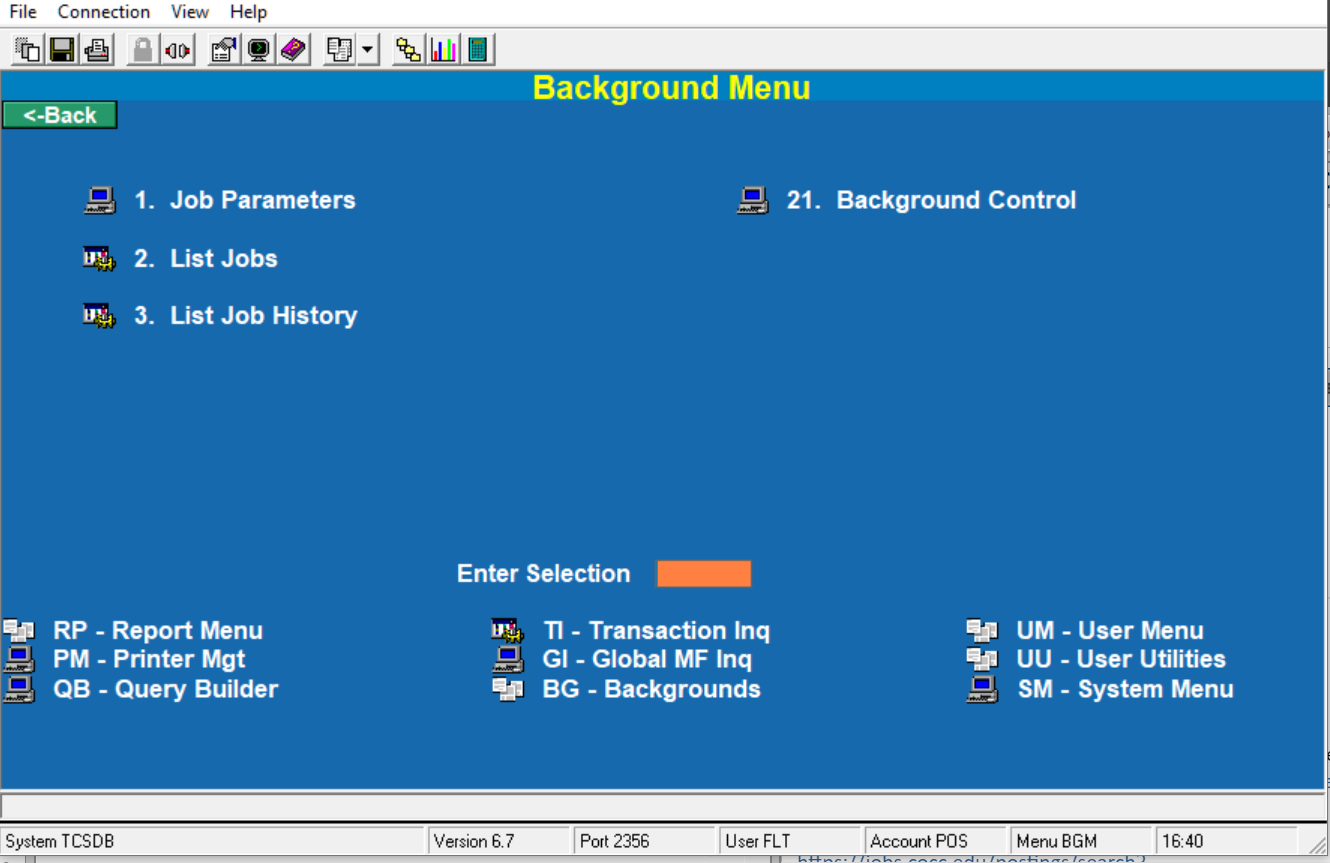 File Connection View Help
Background Menu
<-Back
1. Job Parameters
21. Background Control
2. List Jobs
3. List Job History
Enter Selection
RP - Report Menu
TI - Transaction Inq
UM - User Menu
PM - Printer Mgt
GI - Global MF Inq
UU - User Utilities
QB - Query Builder
BG - Backgrounds
SM - System Menu
System TCSDB
Version 6.7
Port 2356
User FLT
Account POS
Menu BGM
16:40